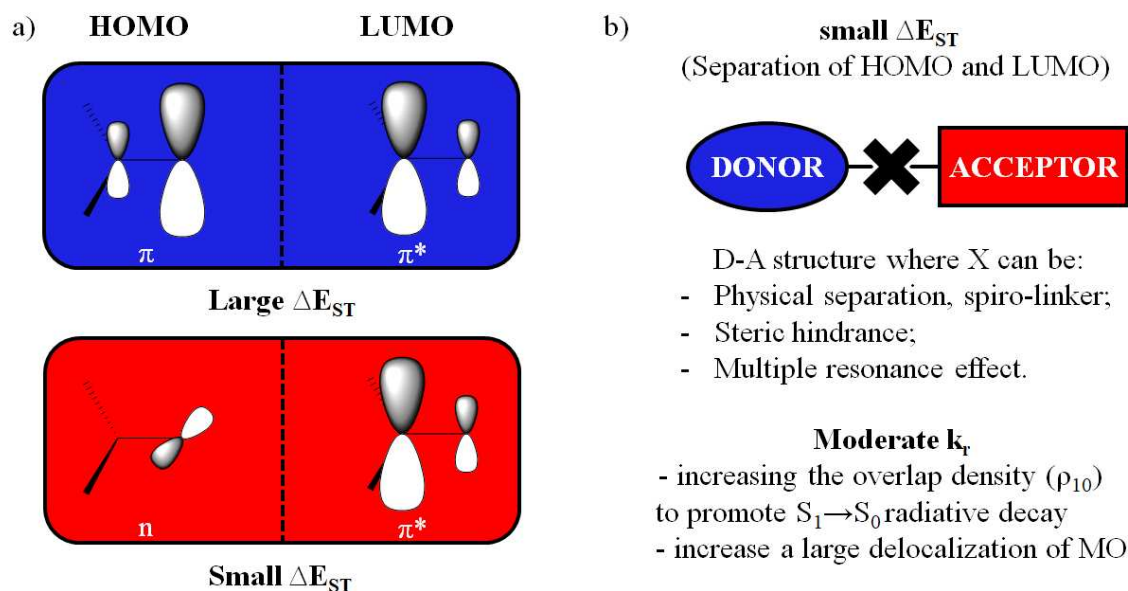 a)
HOMO
LUMO
π
π*
Large ΔE_ST
n
π*
Small ΔE_ST
b)
small ΔE_ST
(Separation of HOMO and LUMO)
DONOR
ACCEPTOR
D-A structure where X can be:
- Physical separation, spiro-linker;
- Steric hindrance;
- Multiple resonance effect.
Moderate k_r
- increasing the overlap density (ρ₁₀)
to promote S₁→S₀ radiative decay
- increase a large delocalization of MO